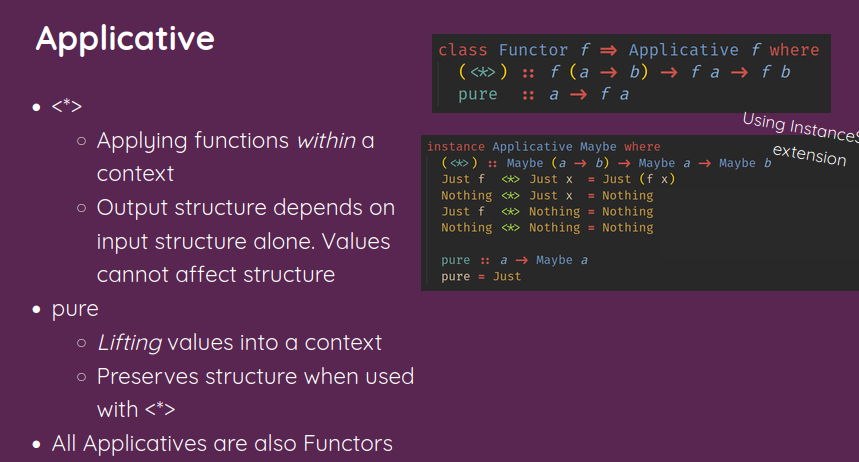 Applicative
• <*>
○ Applying functions within a
context
○ Output structure depends on
input structure alone. Values
cannot affect structure
• pure
○ Lifting values into a context
○ Preserves structure when used
with <*>
• All Applicatives are also Functors
class Functor f ⇒ Applicative f where
(<*>) :: f (a → b) → f a → f b
pure :: a → f a
Using InstanceS
extension
instance Applicative Maybe where
(<*>) :: Maybe (a → b) → Maybe a → Maybe b
Just f <*> Just x = Just (f x)
Nothing <*> Just x = Nothing
Just f <*> Nothing = Nothing
Nothing <*> Nothing = Nothing
pure :: a → Maybe a
pure = Just